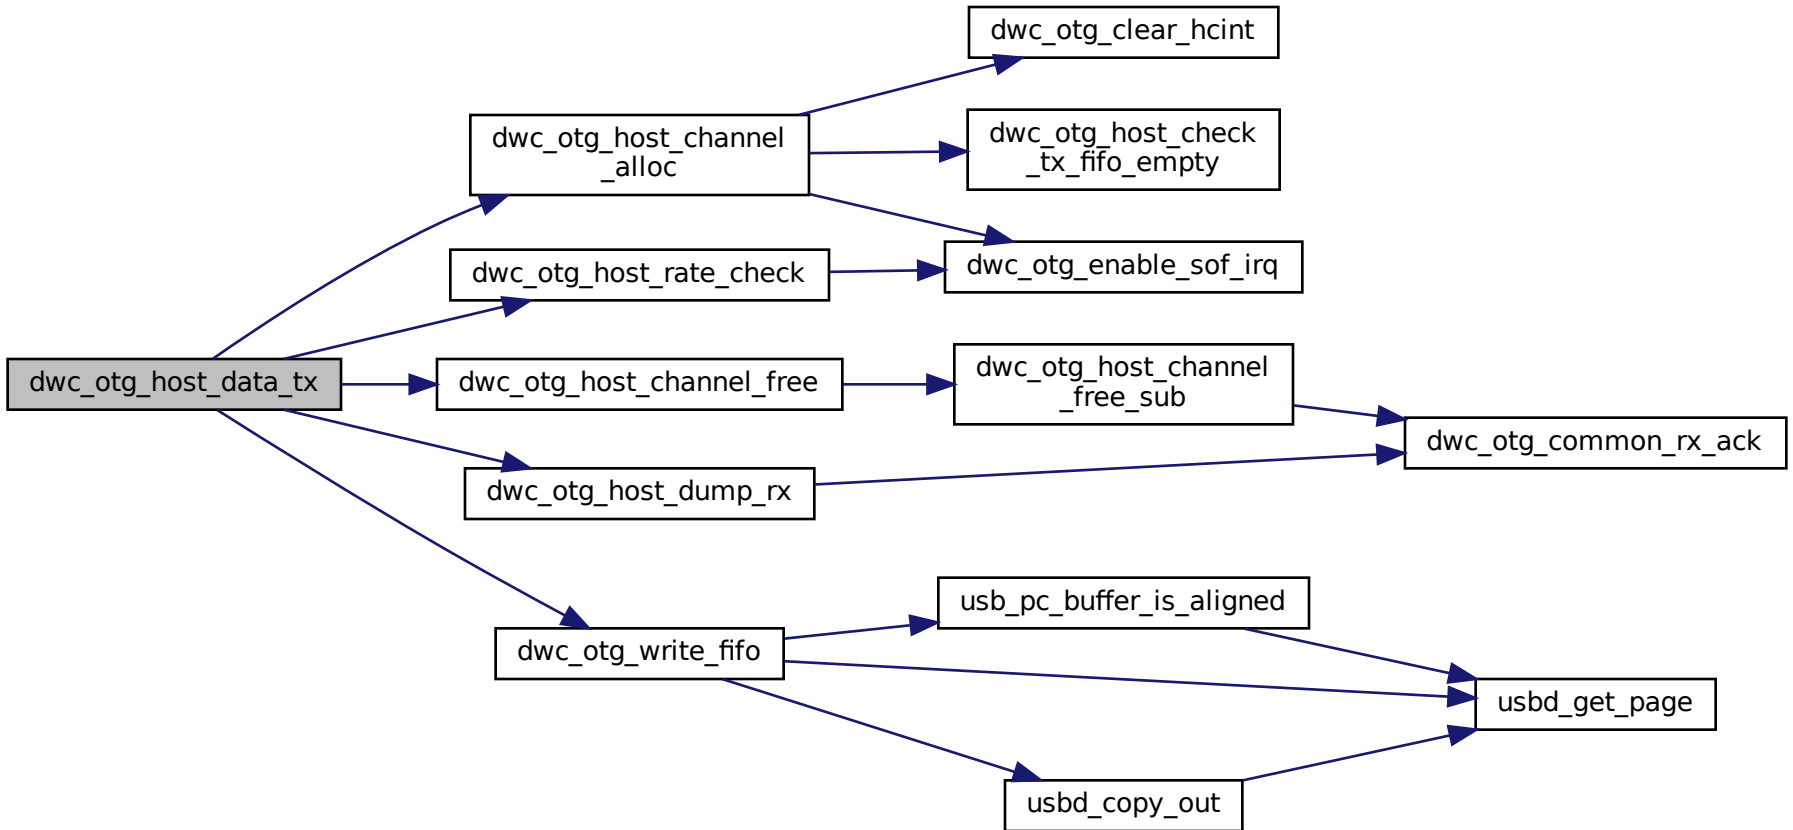 dwc_otg_clear_hcint
dwc_otg_host_channel
_alloc
dwc_otg_host_check
_tx_fifo_empty
dwc_otg_host_rate_check
dwc_otg_enable_sof_irq
dwc_otg_host_data_tx
dwc_otg_host_channel_free
dwc_otg_host_channel
_free_sub
dwc_otg_common_rx_ack
dwc_otg_host_dump_rx
usb_pc_buffer_is_aligned
dwc_otg_write_fifo
usbd_get_page
usbd_copy_out